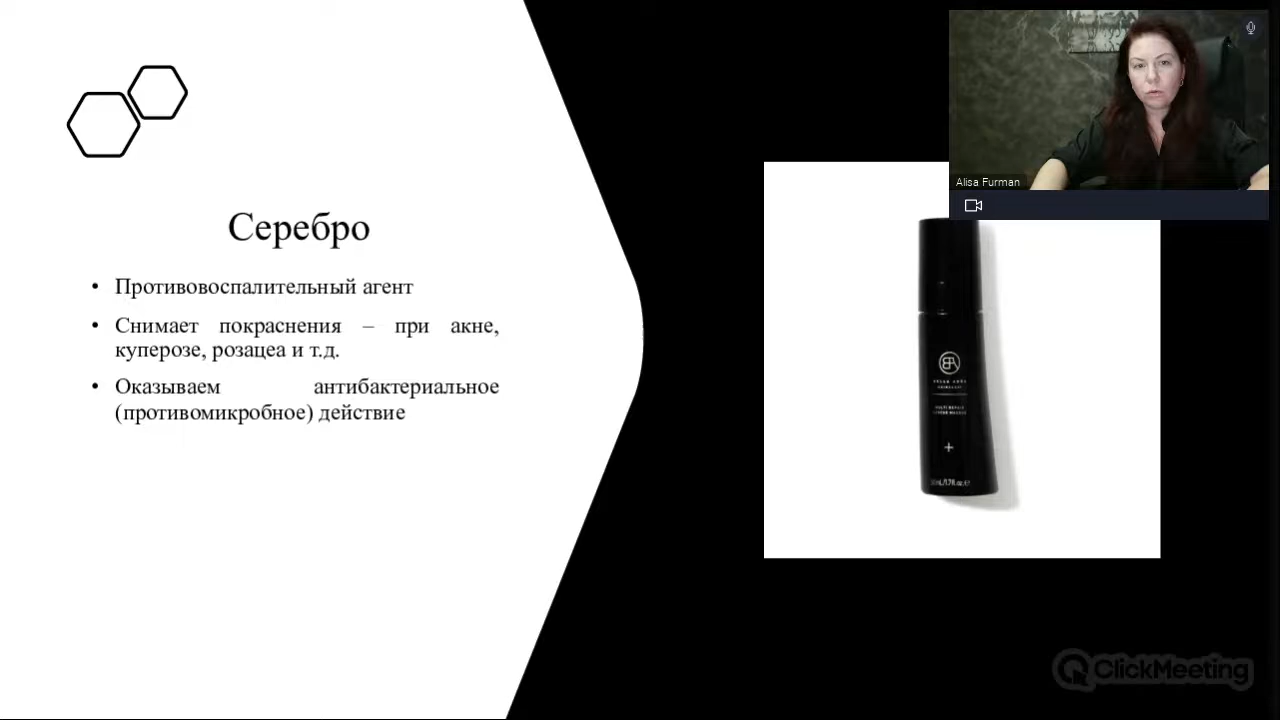 Серебро
• Противовоспалительный агент
• Снимает покраснения – при акне,
куперозе, розацеа и т.д.
• Оказываем антибактериальное
(противомикробное) действие
Alisa Furman
ClickMeeting